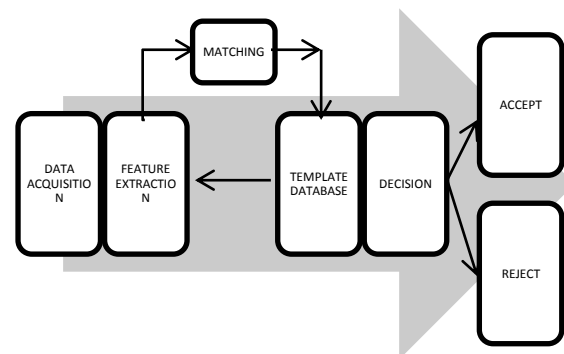 MATCHING
DATA
ACQUISITIO
N
FEATURE
EXTRACTIO
N
TEMPLATE
DATABASE
DECISION
ACCEPT
REJECT